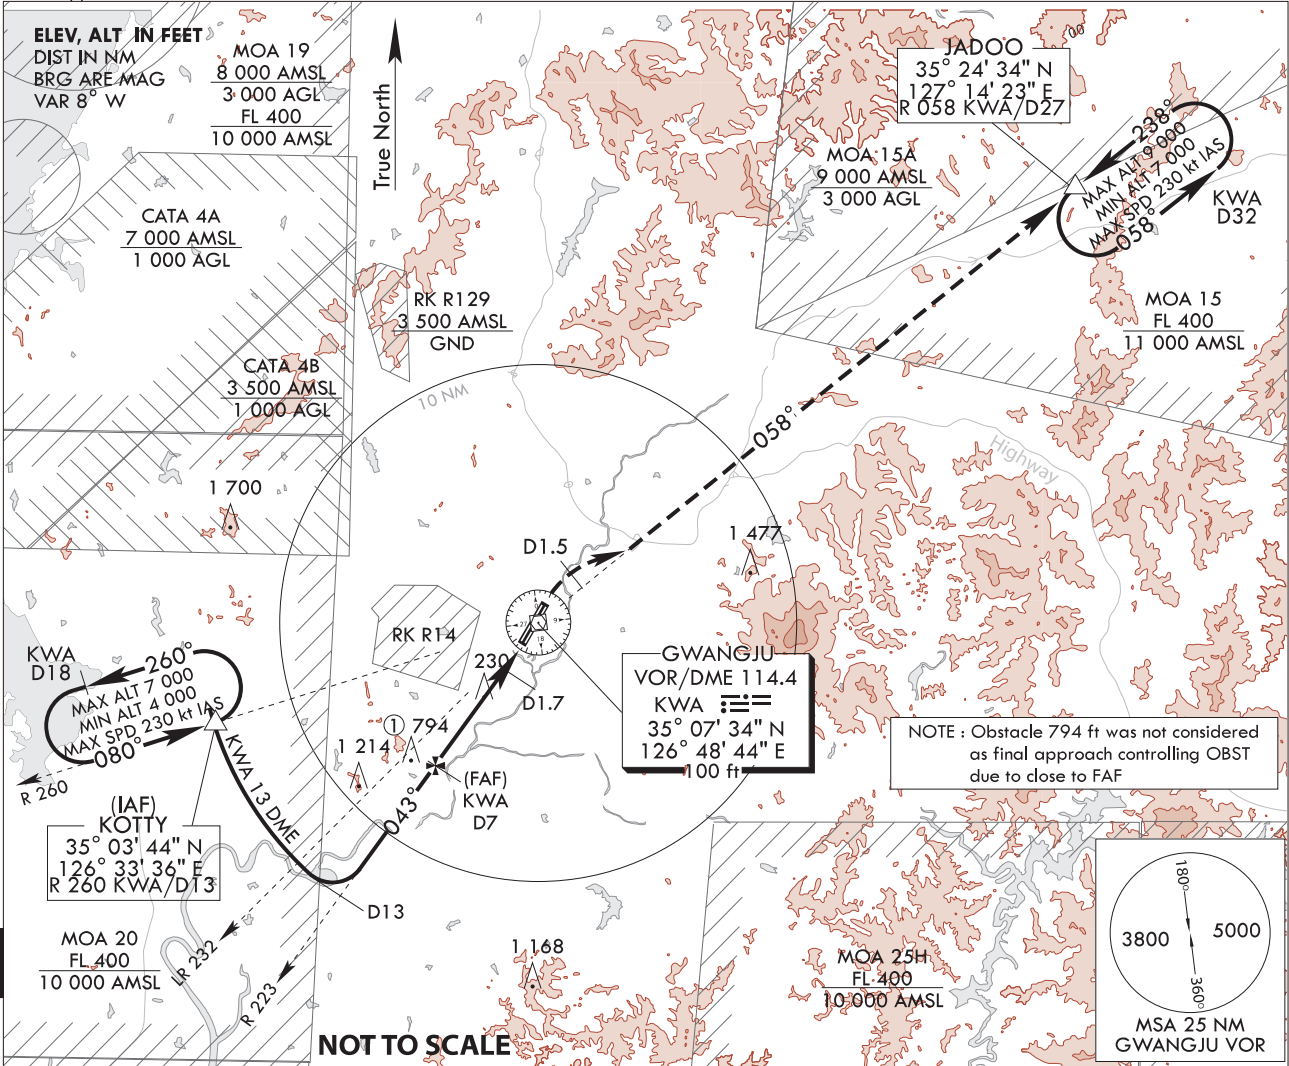 ELEV, ALT IN FEET
DIST IN NM
BRG ARE MAG
VAR 8° W
MOA 19
8 000 AMSL
3 000 AGL
FL 400
10 000 AMSL
True North
JADOO
35° 24' 34" N
127° 14' 23" E
R 058 KWA/D27
238°
MAX ALT 9 000
MIN ALT 7 000
MAX SPD 230 kt IAS
058°
KWA
D32
MOA 15A
9 000 AMSL
3 000 AGL
CATA 4A
7 000 AMSL
1 000 AGL
RK R129
3 500 AMSL
GND
MOA 15
FL 400
11 000 AMSL
CATA 4B
3 500 AMSL
1 000 AGL
10 NM
058°
Highway
1 700
1 477
D1.5
RK R14
27
9
18
KWA
D18
260°
MAX ALT 7 000
MIN ALT 4 000
MAX SPD 230 kt IAS
080°
R 260
230
D1.7
GWANGJU
VOR/DME 114.4
KWA
35° 07' 34" N
126° 48' 44" E
100 ft
1 794
1 214
NOTE : Obstacle 794 ft was not considered
as final approach controlling OBST
due to close to FAF
KWA 13 DME
(FAF)
KWA
D7
043°
(IAF)
KOTTY
35° 03' 44" N
126° 33' 36" E
R 260 KWA/D13
D13
MOA 20
FL 400
10 000 AMSL
LR 232
R 223
1 168
MOA 25H
FL 400
10 000 AMSL
180°
3800
5000
360°
MSA 25 NM
GWANGJU VOR
NOT TO SCALE